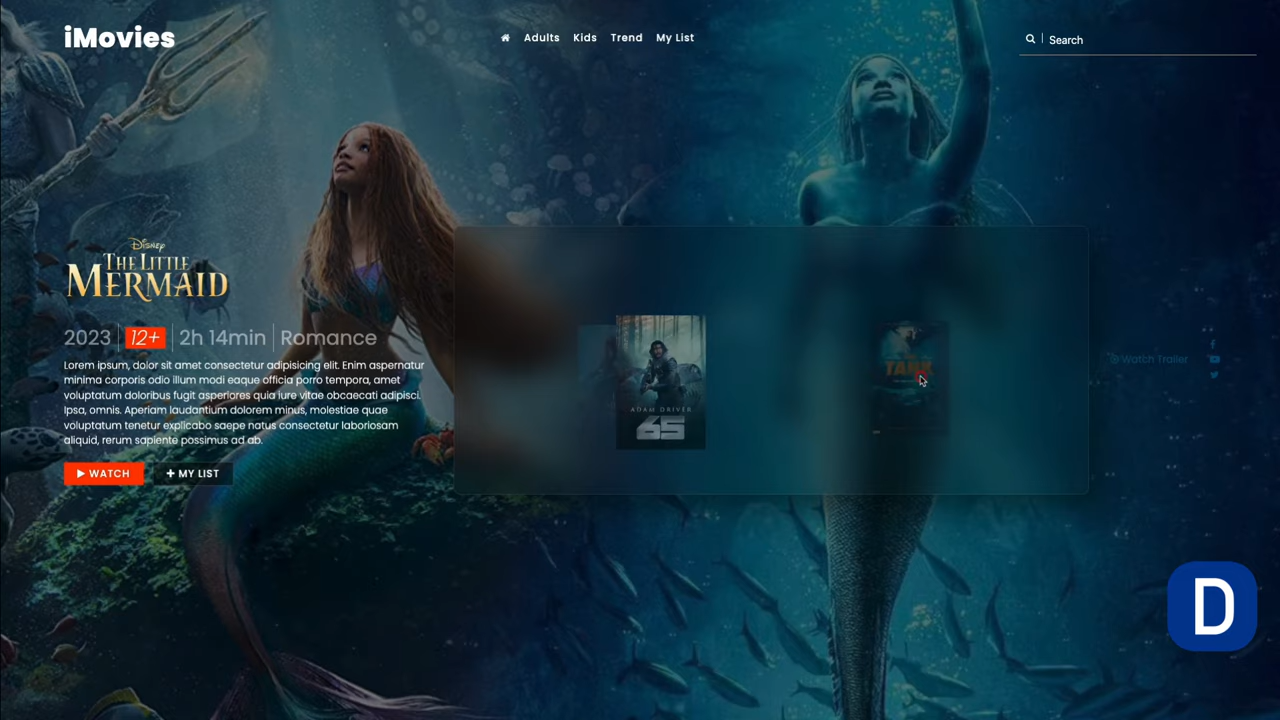 iMovies
Adults Kids Trend My List
Search
Disney
THE LITTLE
MERMAID
2023 12+ 2h 14min Romance
Lorem ipsum, dolor sit amet consectetur adipisicing elit. Enim aspernatur
minima corporis odio illum modi eaque officia porro tempora, amet
voluptatum doloribus fugit asperiores quia iure vitae obcaecati adipisci.
Ipsa, omnis. Aperiam laudantium dolorem minus, molestiae quae
voluptatum tenetur explicabo saepe natus consectetur laboriosam
aliquid, rerum sapiente possimus ad ab.
WATCH MY LIST
ADAM DRIVER
65
Watch Trailer
D